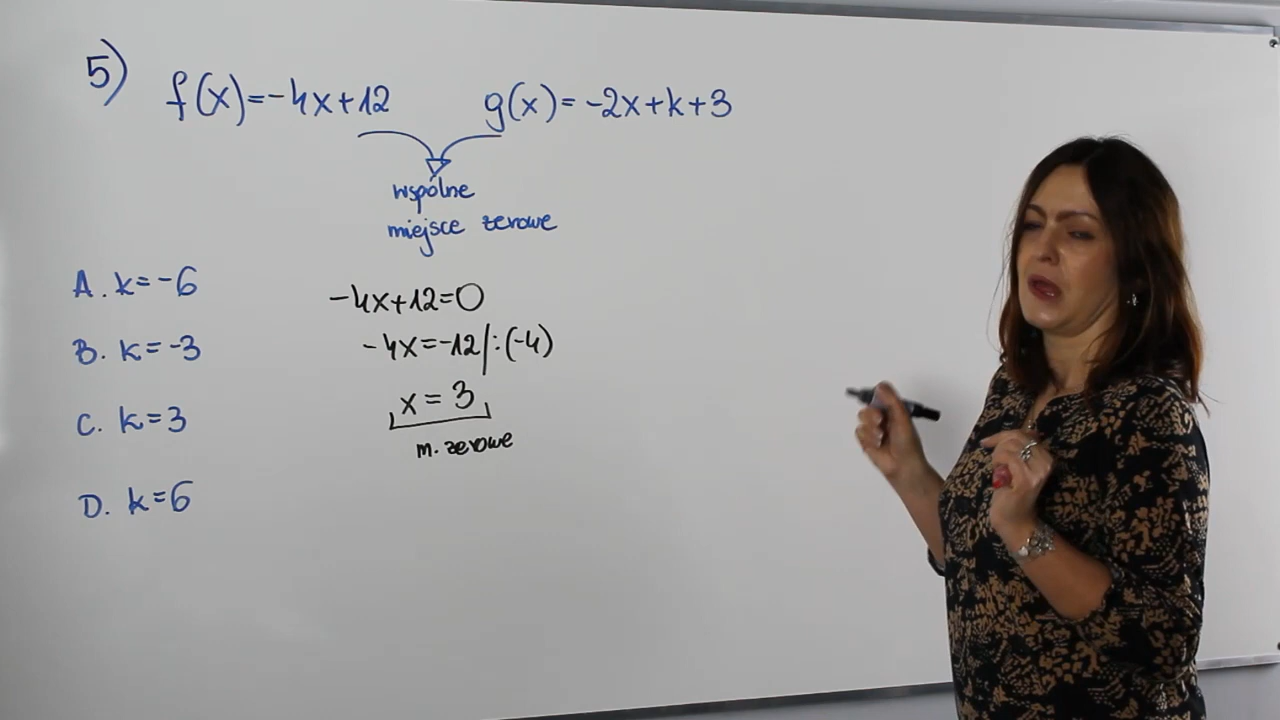 5) f(x)=-4x+12 g(x)= -2x+k+3
wspólne
miejsce zerowe
A. k=-6
B. k=-3
C. k=3
D. k=6
-4x+12=0
-4x=-12/:(-4)
x=3
m. zerowe